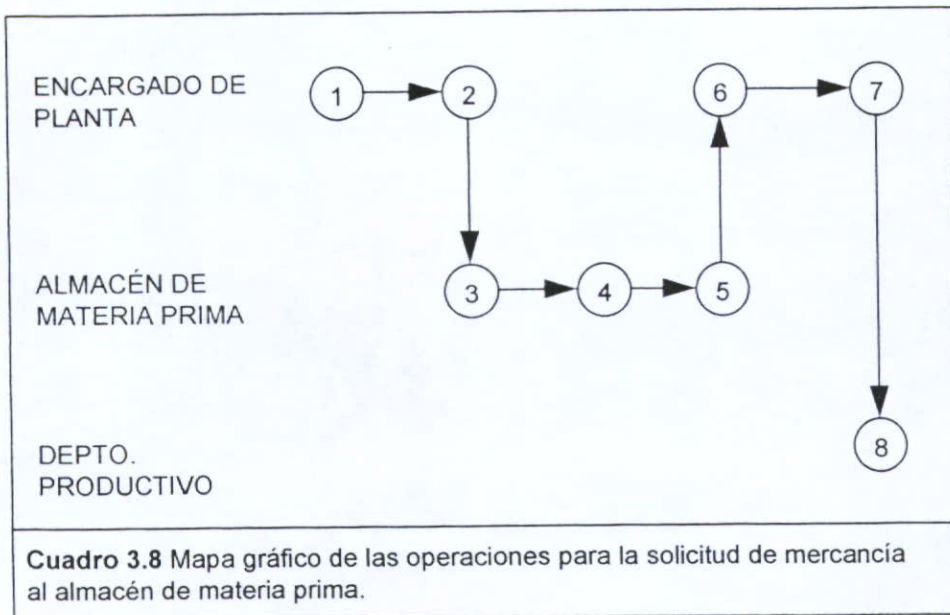 ENCARGADO DE
PLANTA
1
2
6
7
ALMACÉN DE
MATERIA PRIMA
3
4
5
DEPTO.
PRODUCTIVO
8
Cuadro 3.8 Mapa gráfico de las operaciones para la solicitud de mercancía
al almacén de materia prima.